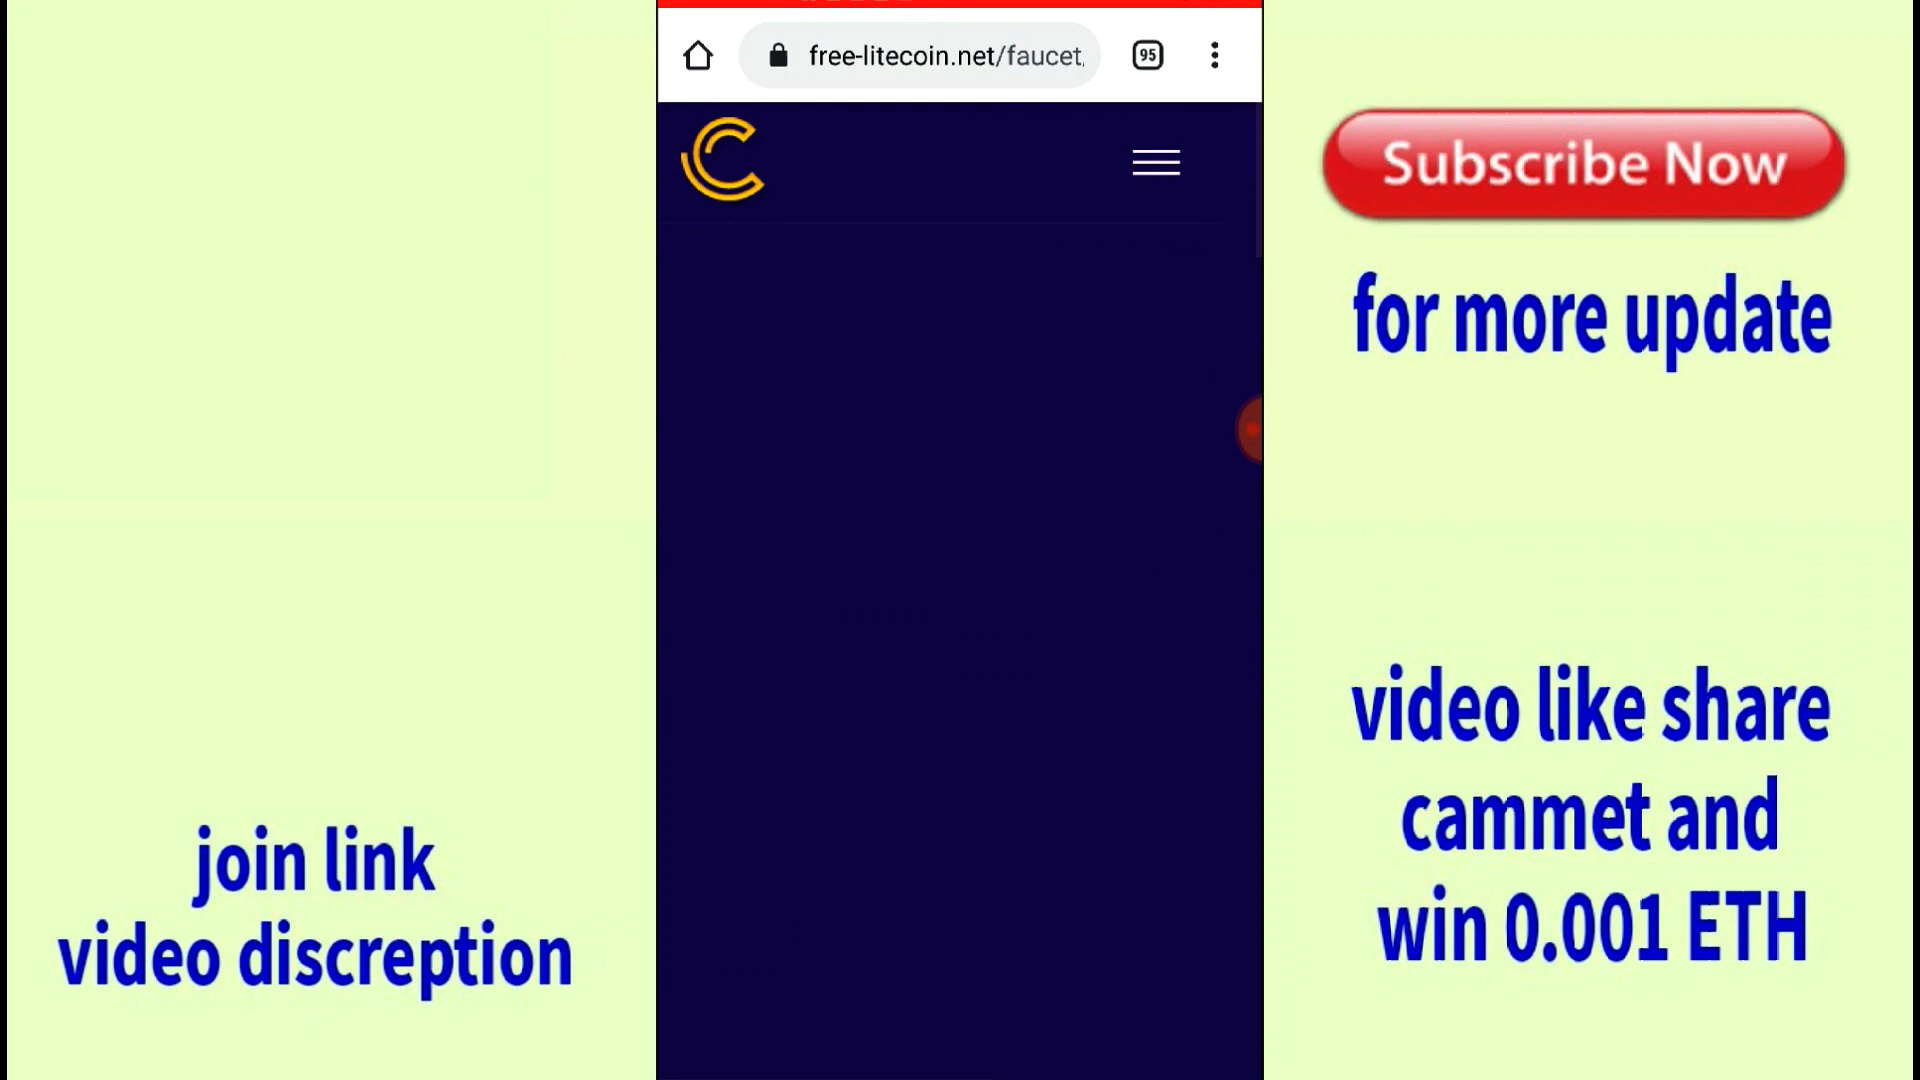 free-litecoin.net/faucet
95
Subscribe Now
for more update
video like share
cammet and
win 0.001 ETH
join link
video discreption